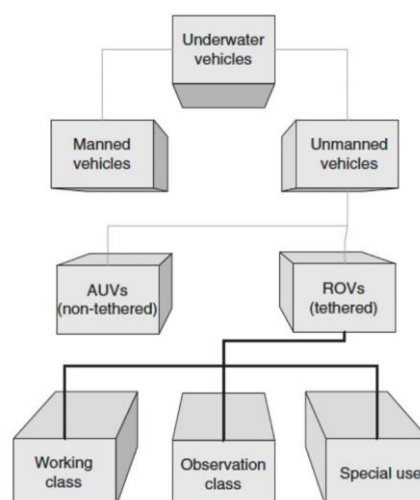 Underwater
vehicles
Manned
vehicles
Unmanned
vehicles
AUVs
(non-tethered)
ROVs
(tethered)
Working
class
Observation
class
Special use